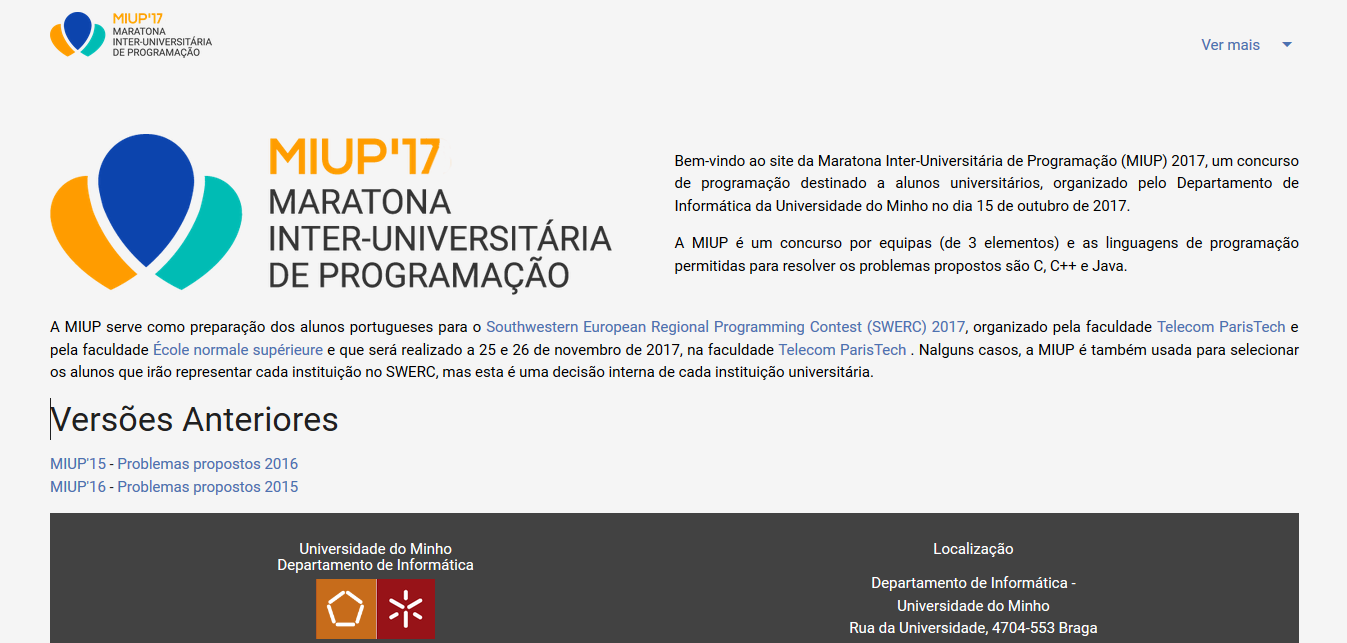 MIUP'17
MARATONA
INTER-UNIVERSITÁRIA
DE PROGRAMAÇÃO
Ver mais
MIUP'17
MARATONA
INTER-UNIVERSITÁRIA
DE PROGRAMAÇÃO
Bem-vindo ao site da Maratona Inter-Universitária de Programação (MIUP) 2017, um concurso
de programação destinado a alunos universitários, organizado pelo Departamento de
Informática da Universidade do Minho no dia 15 de outubro de 2017.
A MIUP é um concurso por equipas (de 3 elementos) e as linguagens de programação
permitidas para resolver os problemas propostos são C, C++ e Java.
A MIUP serve como preparação dos alunos portugueses para o Southwestern European Regional Programming Contest (SWERC) 2017, organizado pela faculdade Telecom ParisTech e
pela faculdade École normale supérieure e que será realizado a 25 e 26 de novembro de 2017, na faculdade Telecom ParisTech . Nalguns casos, a MIUP é também usada para selecionar
os alunos que irão representar cada instituição no SWERC, mas esta é uma decisão interna de cada instituição universitária.
Versões Anteriores
MIUP'15 - Problemas propostos 2016
MIUP'16 - Problemas propostos 2015
Universidade do Minho
Departamento de Informática
Localização
Departamento de Informática -
Universidade do Minho
Rua da Universidade, 4704-553 Braga